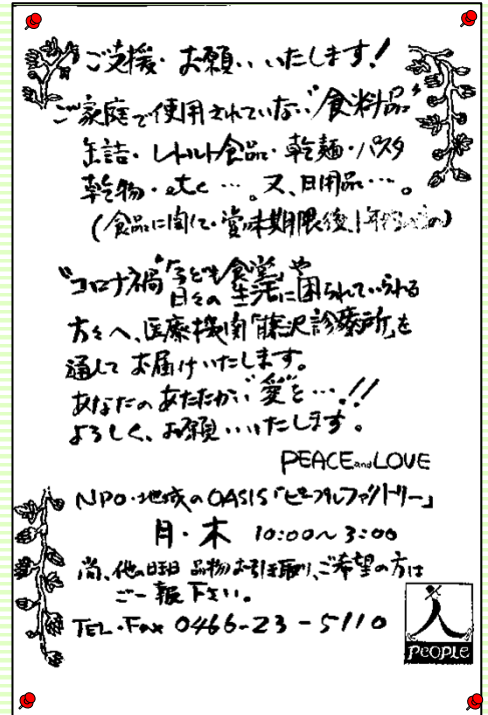 ご支援・お願いいたします!
ご家庭で使用されていない"食料品"
缶詰・レトルト食品・乾麺・パスタ
乾物・etc…。又、日用品…。
(食品に関して・賞味期限後、1年
"コロナ禍"子ども食堂や
日々の生活に困られていられる
方々へ、医療機関「藤沢診療所」を
通してお届けいたします。
あなたのあたたかい"愛"を…!!
よろしく、お願いいたします。
PEACE and LOVE
NPO・地域のOASIS「ピープルファクトリー」
月・木 10:00～3:00
尚、他の曜日 品物お引き取り、ご希望の方は
ご一報下さい。
TEL・Fax 0466-23-5110
人
PEOPLE